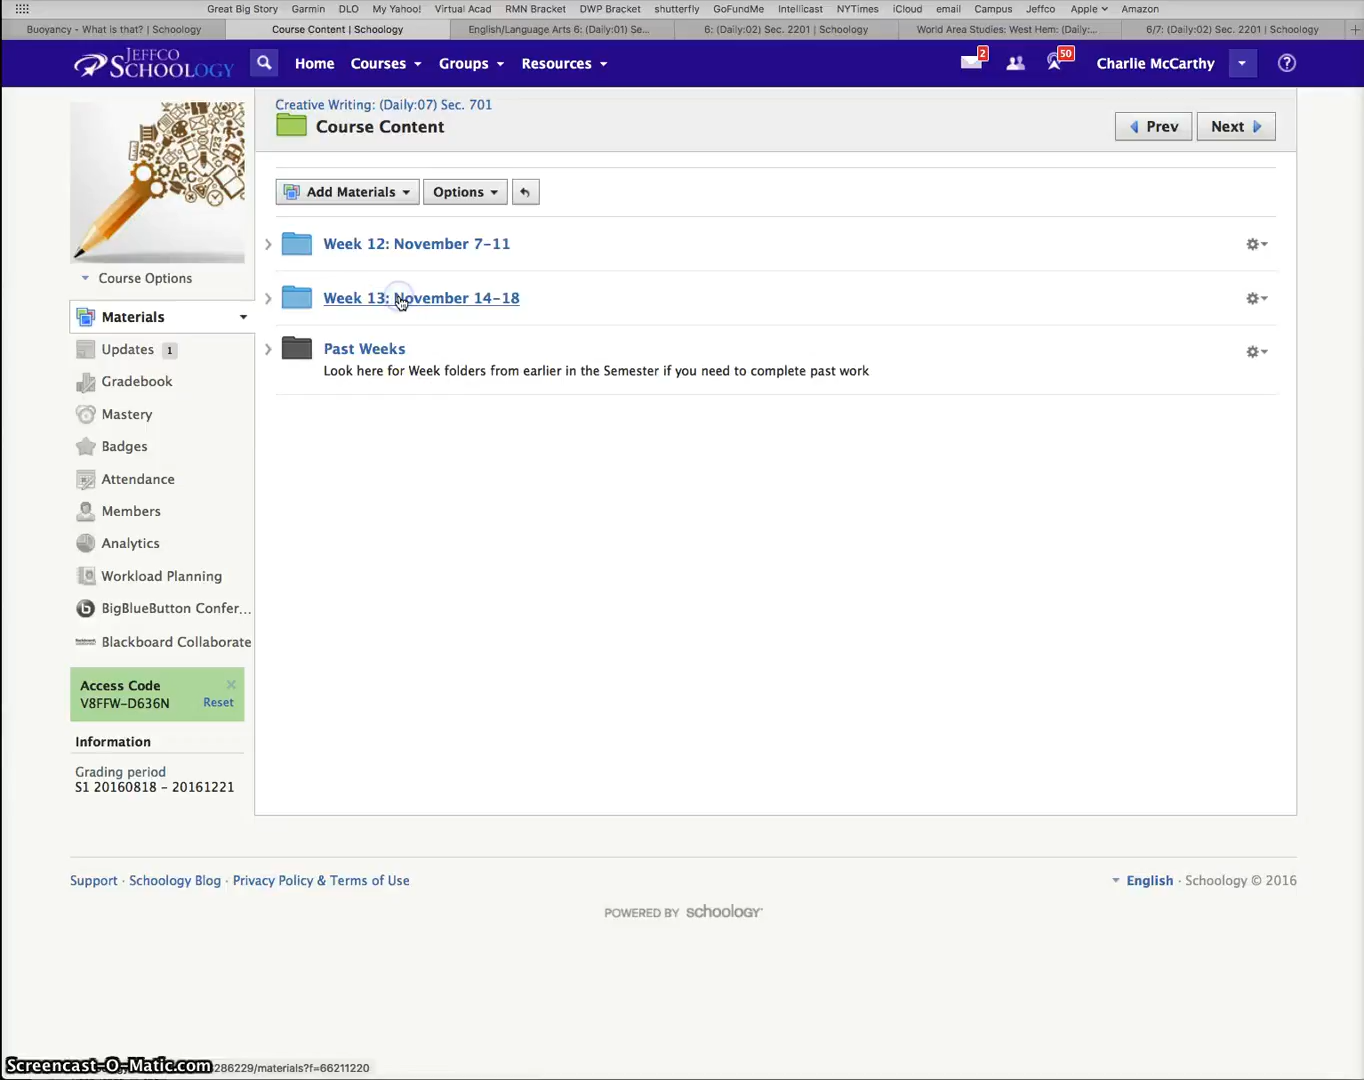 Great Big Story Garmin DLO My Yahoo! Virtual Acad RMN Bracket DWP Bracket shutterfly GoFundMe Intellicast NYTimes iCloud email Campus Jeffco Apple Amazon
Buoyancy - What is that? | Schoology Course Content | Schoology English/Language Arts 6: (Daily:01) Se... 6: (Daily:02) Sec. 2201 | Schoology World Area Studies: West Hem: (Daily:... 6/7: (Daily:02) Sec. 2201 | Schoology
JEFFCO SCHOOLOGY Home Courses Groups Resources 2 50 Charlie McCarthy ?
Creative Writing: (Daily:07) Sec. 701
Course Content Prev Next
Add Materials Options
Week 12: November 7-11
Week 13: November 14-18
Past Weeks
Look here for Week folders from earlier in the Semester if you need to complete past work
Course Options
Materials
Updates 1
Gradebook
Mastery
Badges
Attendance
Members
Analytics
Workload Planning
BigBlueButton Confer...
Blackboard Collaborate
Access Code
V8FFW-D636N Reset
Information
Grading period
S1 20160818 - 20161221
Support · Schoology Blog · Privacy Policy & Terms of Use English · Schoology © 2016
POWERED BY schoology
Screencast-O-Matic.com 286229/materials?f=66211220